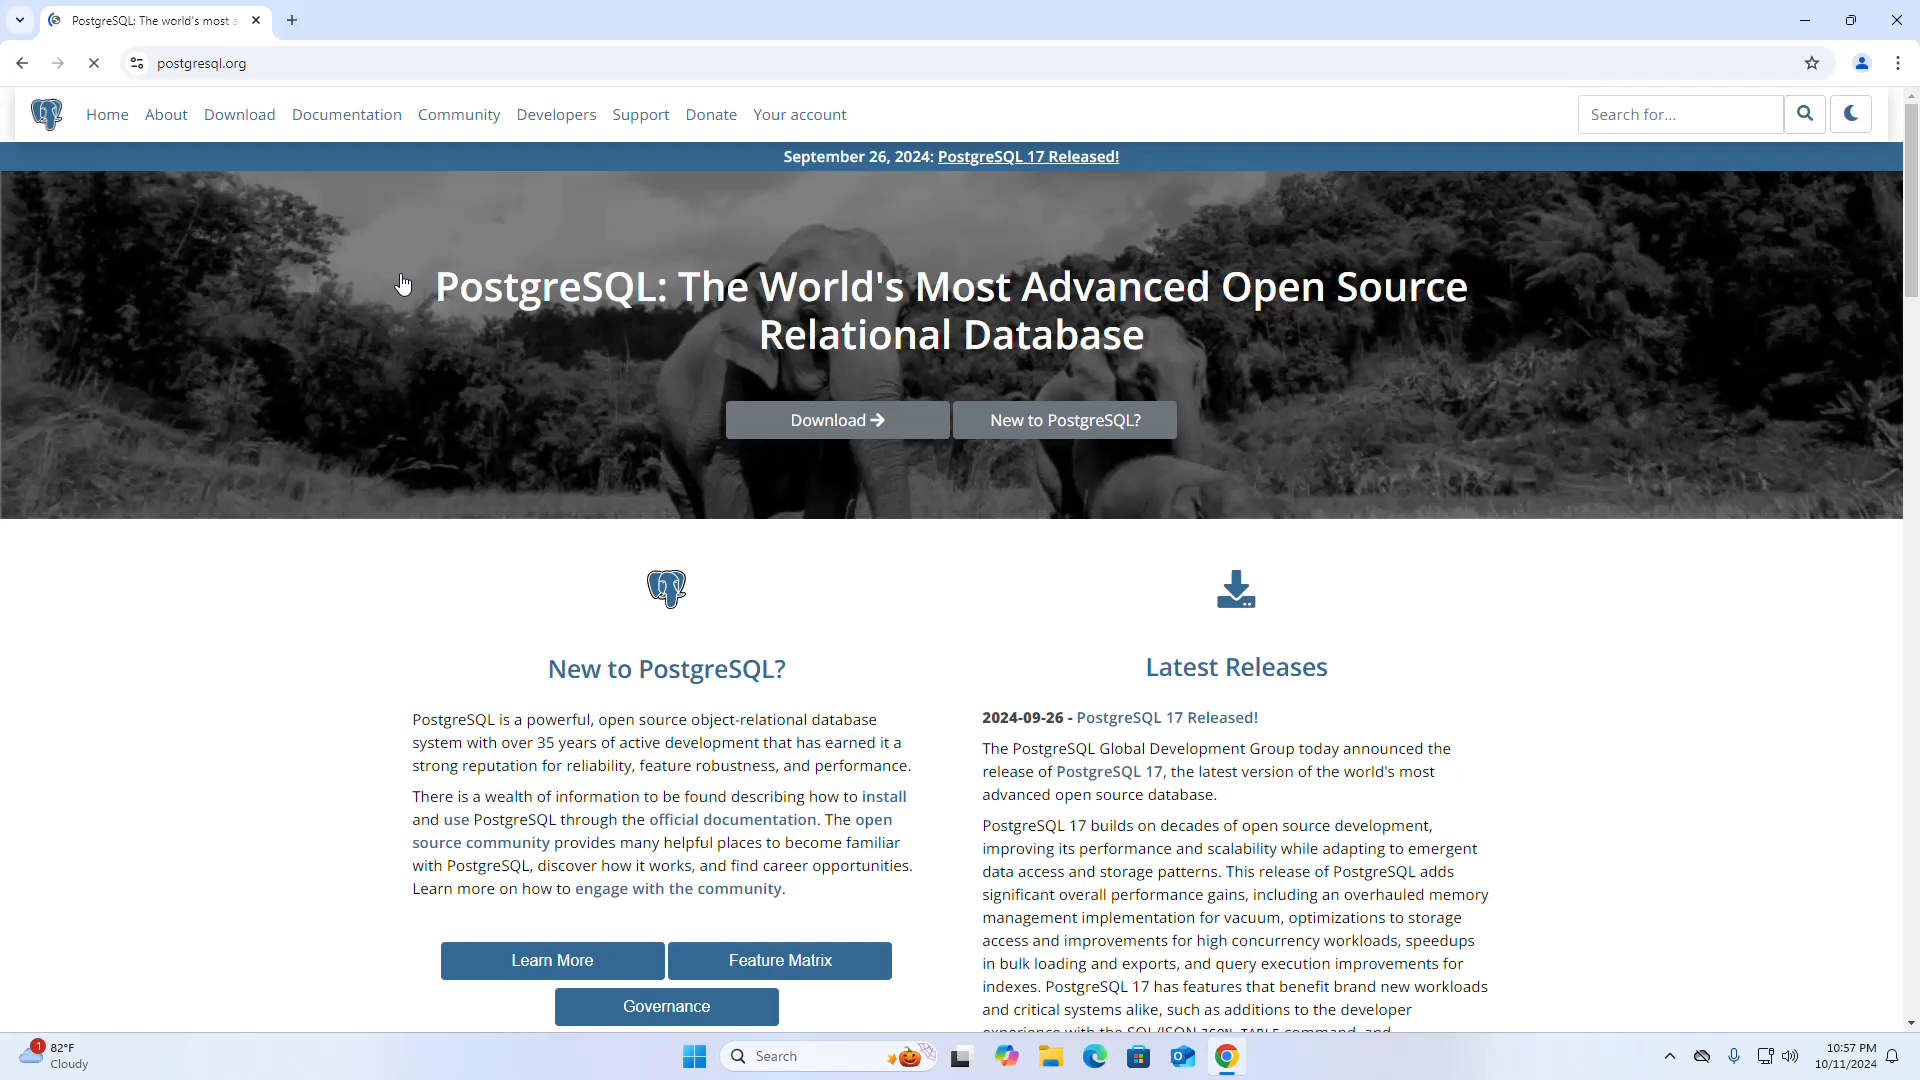 PostgreSQL: The world's most a
postgresql.org
Home About Download Documentation Community Developers Support Donate Your account
Search for...
September 26, 2024: PostgreSQL 17 Released!
PostgreSQL: The World's Most Advanced Open Source
Relational Database
Download
New to PostgreSQL?
New to PostgreSQL?
PostgreSQL is a powerful, open source object-relational database
system with over 35 years of active development that has earned it a
strong reputation for reliability, feature robustness, and performance.
There is a wealth of information to be found describing how to install
and use PostgreSQL through the official documentation. The open
source community provides many helpful places to become familiar
with PostgreSQL, discover how it works, and find career opportunities.
Learn more on how to engage with the community.
Learn More
Feature Matrix
Governance
Latest Releases
2024-09-26 - PostgreSQL 17 Released!
The PostgreSQL Global Development Group today announced the
release of PostgreSQL 17, the latest version of the world's most
advanced open source database.
PostgreSQL 17 builds on decades of open source development,
improving its performance and scalability while adapting to emergent
data access and storage patterns. This release of PostgreSQL adds
significant overall performance gains, including an overhauled memory
management implementation for vacuum, optimizations to storage
access and improvements for high concurrency workloads, speedups
in bulk loading and exports, and query execution improvements for
indexes. PostgreSQL 17 has features that benefit brand new workloads
and critical systems alike, such as additions to the developer
experience with the SQL/JSON JSON_TABLE command, and
1
82°F
Cloudy
Search
10:57 PM
10/11/2024